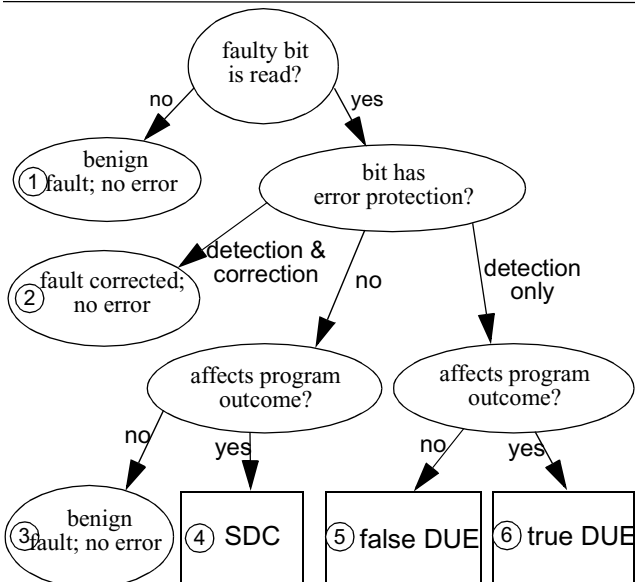 faulty bit
is read?
no
yes
benign
1 fault; no error
bit has
error protection?
detection &
correction
no
detection
only
fault corrected;
2 no error
affects program
outcome?
affects program
outcome?
no
yes
no
yes
benign
3 fault; no error
4 SDC
5 false DUE
6 true DUE